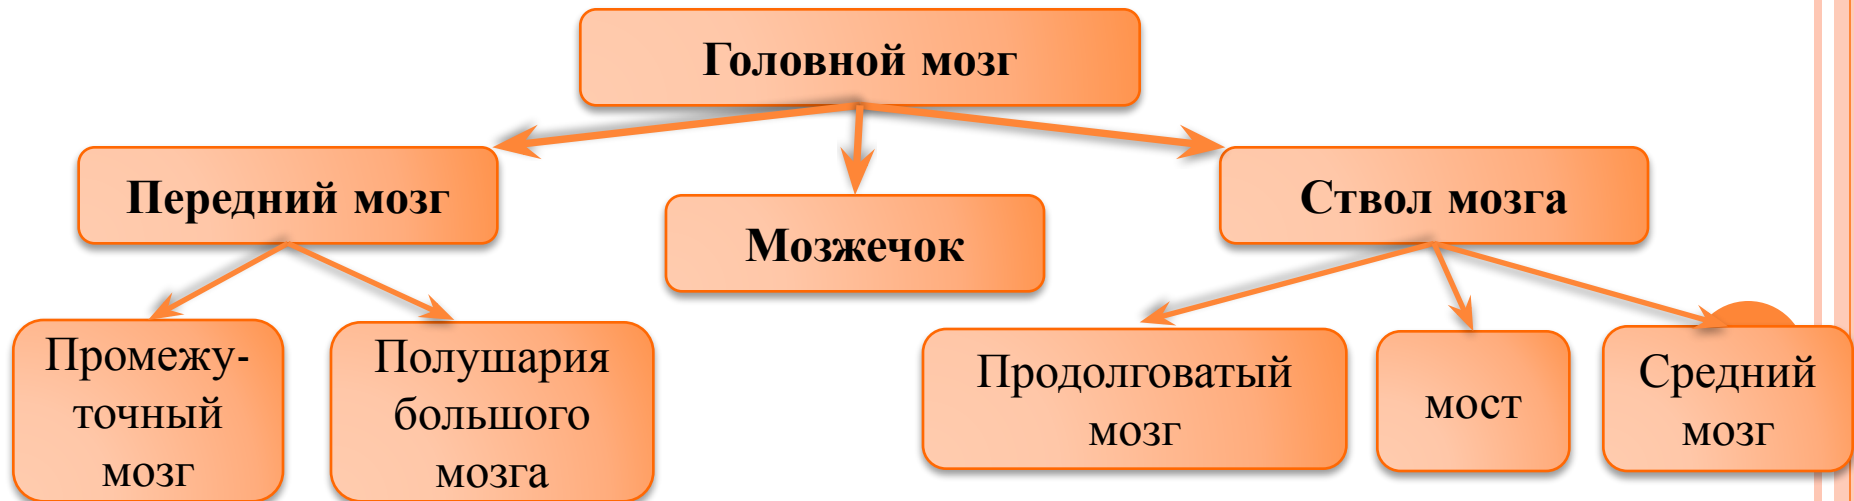 Головной мозг
Передний мозг
Мозжечок
Ствол мозга
Промежу-
точный
мозг
Полушария
большого
мозга
Продолговатый
мозг
мост
Средний
мозг